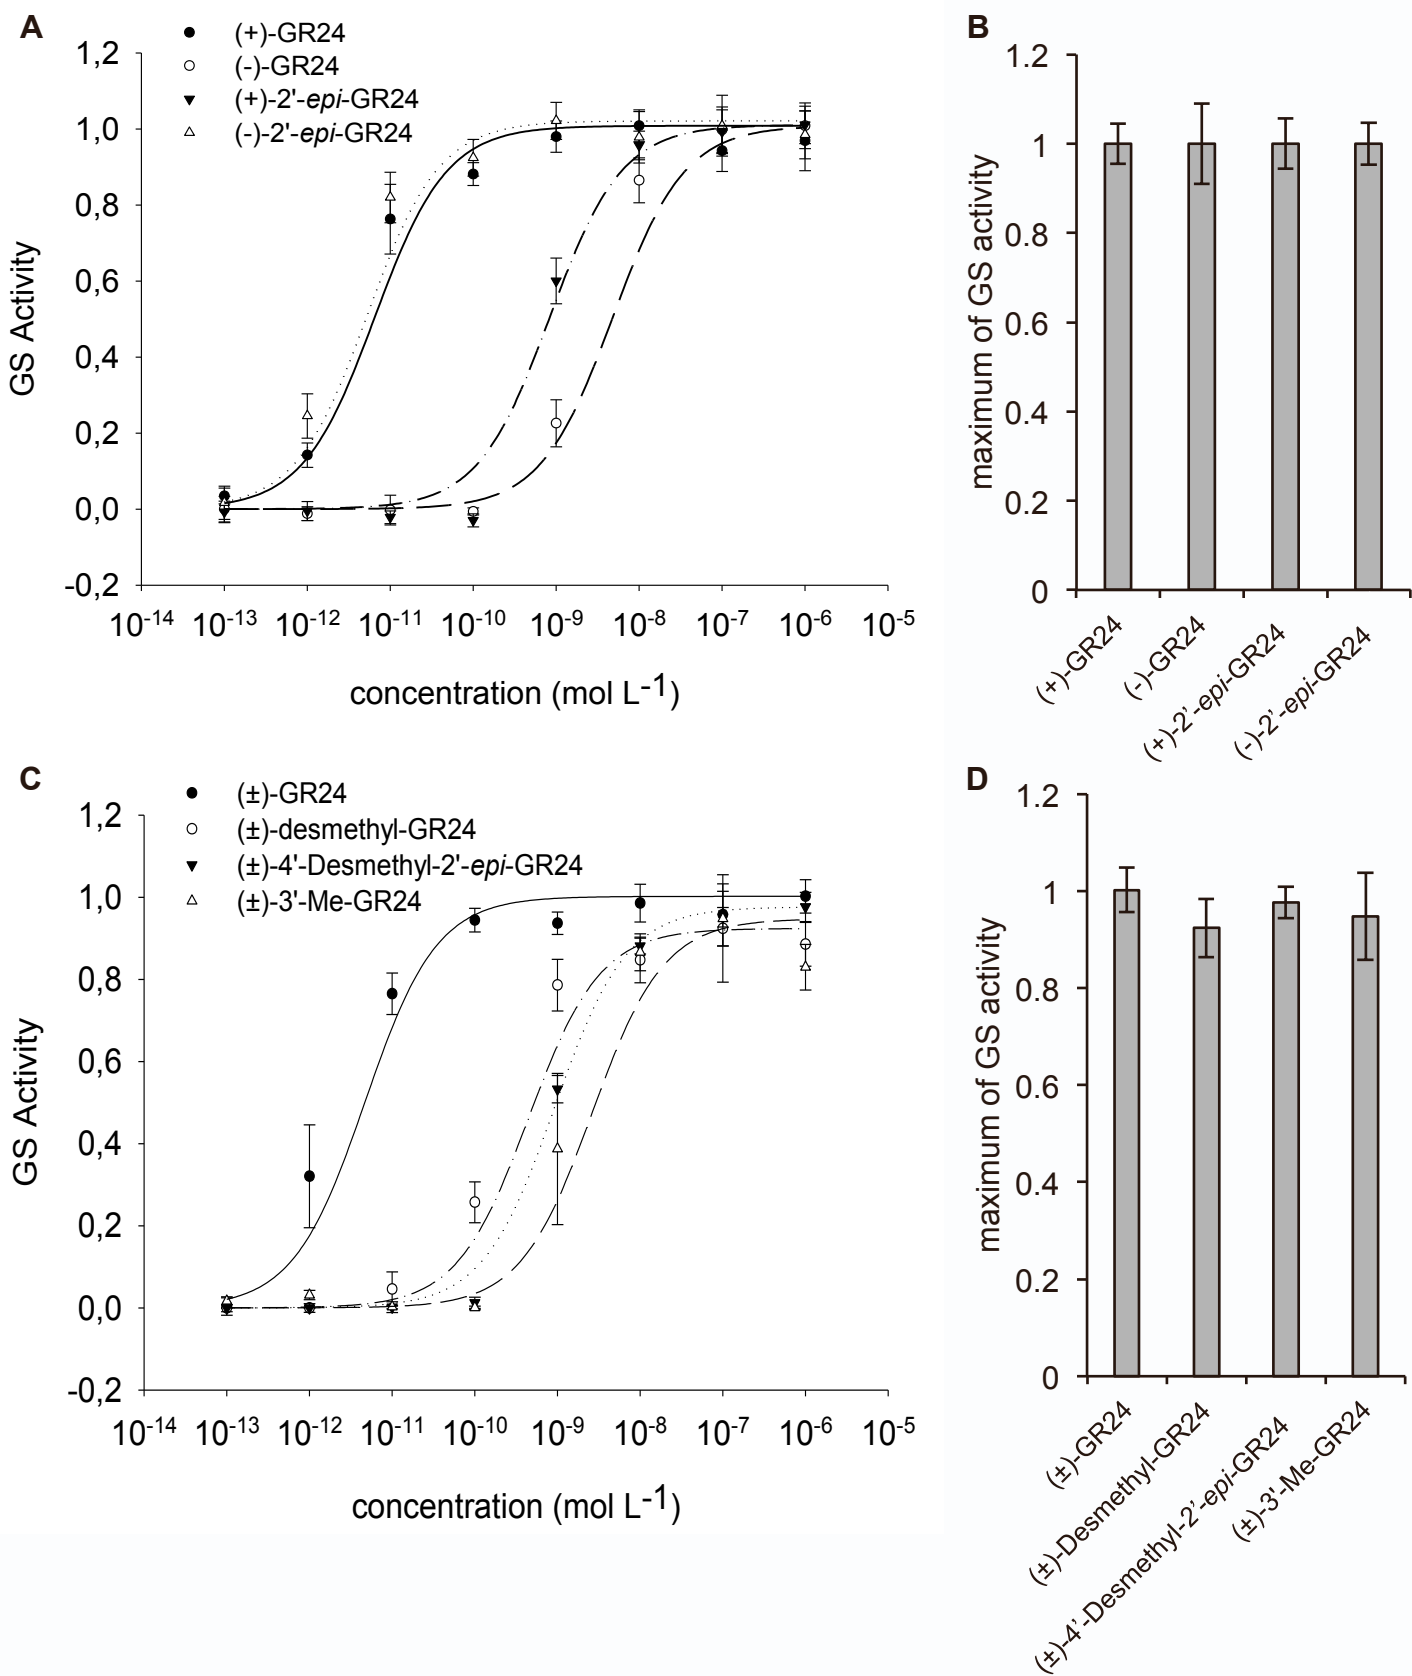 A
(+)-GR24
(-)-GR24
(+)-2'-epi-GR24
(-)-2'-epi-GR24
1,2
1,0
0,8
0,6
0,4
0,2
0,0
-0,2
GS Activity
10-14 10-13 10-12 10-11 10-10 10-9 10-8 10-7 10-6 10-5
concentration (mol L-1)
B
1.2
1
0.8
0.6
0.4
0.2
0
maximum of GS activity
(+)-GR24
(-)-GR24
(+)-2’-epi-GR24
(-)-2’-epi-GR24
C
(±)-GR24
(±)-desmethyl-GR24
(±)-4'-Desmethyl-2'-epi-GR24
(±)-3'-Me-GR24
1,2
1,0
0,8
0,6
0,4
0,2
0,0
-0,2
GS Activity
10-14 10-13 10-12 10-11 10-10 10-9 10-8 10-7 10-6 10-5
concentration (mol L-1)
D
1.2
1
0.8
0.6
0.4
0.2
0
maximum of GS activity
(±)-GR24
(±)-Desmethyl-GR24
(±)-4’-Desmethyl-2’-epi-GR24
(±)-3'-Me-GR24